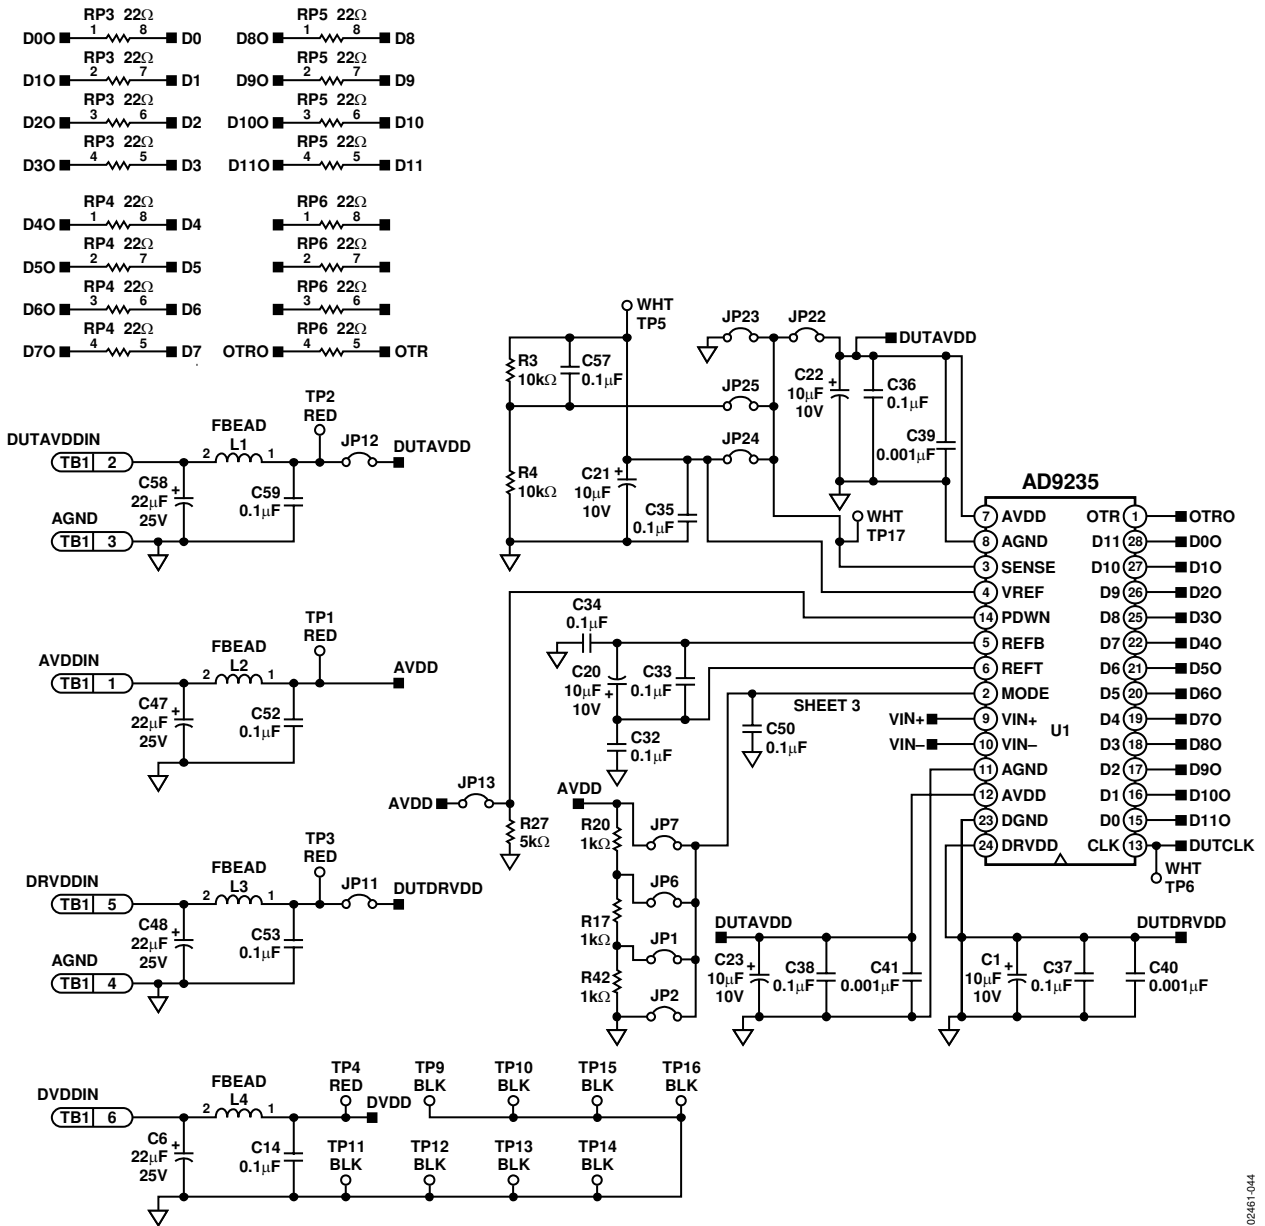 RP3 22Ω
1 8
D0O D0
RP3 22Ω
2 7
D1O D1
RP3 22Ω
3 6
D2O D2
RP3 22Ω
4 5
D3O D3
RP4 22Ω
1 8
D4O D4
RP4 22Ω
2 7
D5O D5
RP4 22Ω
3 6
D6O D6
RP4 22Ω
4 5
D7O D7
RP5 22Ω
1 8
D8O D8
RP5 22Ω
2 7
D9O D9
RP5 22Ω
3 6
D10O D10
RP5 22Ω
4 5
D11O D11
RP6 22Ω
1 8
RP6 22Ω
2 7
RP6 22Ω
3 6
RP6 22Ω
4 5
OTRO OTR
DUTAVDDIN
TB1 2
FBEAD
2 L1 1
TP2
RED
JP12
DUTAVDD
C58
22µF
25V
+
C59
0.1µF
AGND
TB1 3
AVDDIN
TB1 1
FBEAD
2 L2 1
TP1
RED
AVDD
C47
22µF
25V
+
C52
0.1µF
DRVDDIN
TB1 5
FBEAD
2 L3 1
TP3
RED
JP11
DUTDRVDD
C48
22µF
25V
+
C53
0.1µF
AGND
TB1 4
DVDDIN
TB1 6
FBEAD
2 L4 1
TP4
RED
DVDD
C6
22µF
25V
+
C14
0.1µF
TP9
BLK
TP10
BLK
TP15
BLK
TP16
BLK
TP11
BLK
TP12
BLK
TP13
BLK
TP14
BLK
WHT
TP5
R3
10kΩ
C57
0.1µF
R4
10kΩ
C21
10µF
10V
+
C35
0.1µF
JP23
JP22
JP25
JP24
DUTAVDD
C22
10µF
10V
+
C36
0.1µF
C39
0.001µF
WHT
TP17
C34
0.1µF
C20
10µF
10V
+
C33
0.1µF
C32
0.1µF
SHEET 3
C50
0.1µF
VIN+
VIN–
AVDD
JP13
R27
5kΩ
AVDD
R20
1kΩ
R17
1kΩ
R42
1kΩ
JP7
JP6
JP1
JP2
AD9235
U1
7 AVDD
8 AGND
3 SENSE
4 VREF
14 PDWN
5 REFB
6 REFT
2 MODE
9 VIN+
10 VIN–
11 AGND
12 AVDD
23 DGND
24 DRVDD
OTR 1 OTRO
D11 28 D0O
D10 27 D1O
D9 26 D2O
D8 25 D3O
D7 22 D4O
D6 21 D5O
D5 20 D6O
D4 19 D7O
D3 18 D8O
D2 17 D9O
D1 16 D10O
D0 15 D11O
CLK 13 DUTCLK
WHT
TP6
DUTAVDD
C23
10µF
10V
+
C38
0.1µF
C41
0.001µF
DUTDRVDD
C1
10µF
10V
+
C37
0.1µF
C40
0.001µF
02461-044